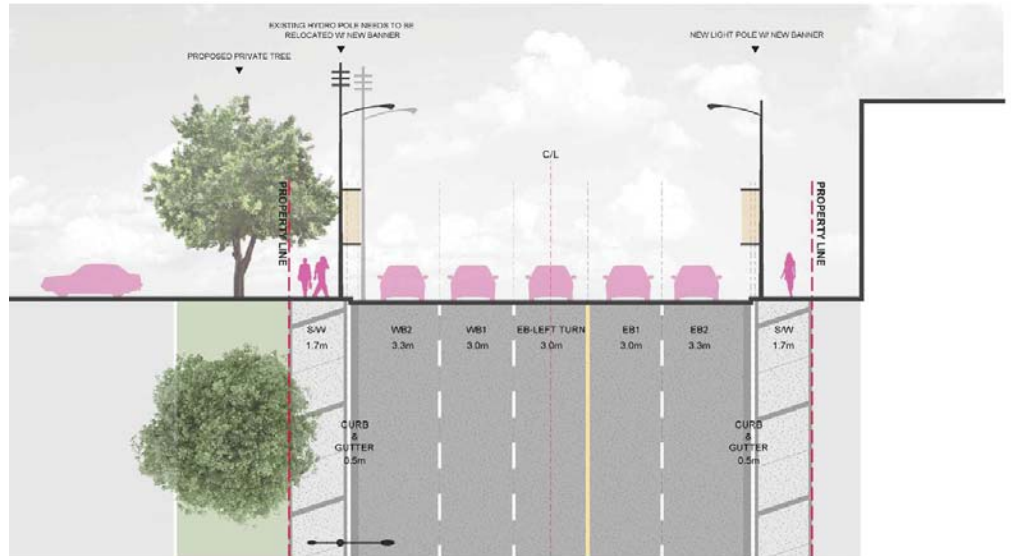 EXISTING HYDRO POLE NEEDS TO BE
RELOCATED W/ NEW BANNER
NEW LIGHT POLE W/ NEW BANNER
PROPOSED PRIVATE TREE
C/L
PROPERTY LINE
PROPERTY LINE
S/W
1.7m
WB2
3.3m
WB1
3.0m
EB-LEFT TURN
3.0m
EB1
3.0m
EB2
3.3m
S/W
1.7m
CURB
&
GUTTER
0.5m
CURB
&
GUTTER
0.5m